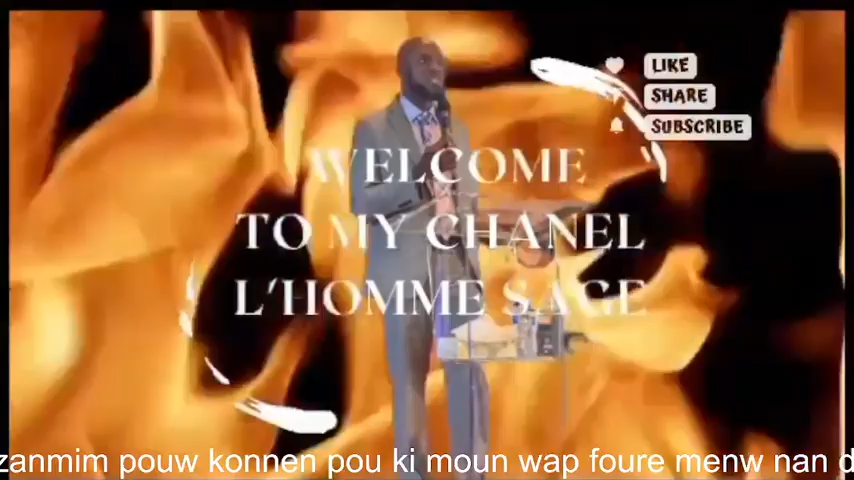 LIKE
SHARE
SUBSCRIBE
WELCOME
TO MY CHANEL
L'HOMME SAGE
zanmim pouw konnen pou ki moun wap foure menw nan d